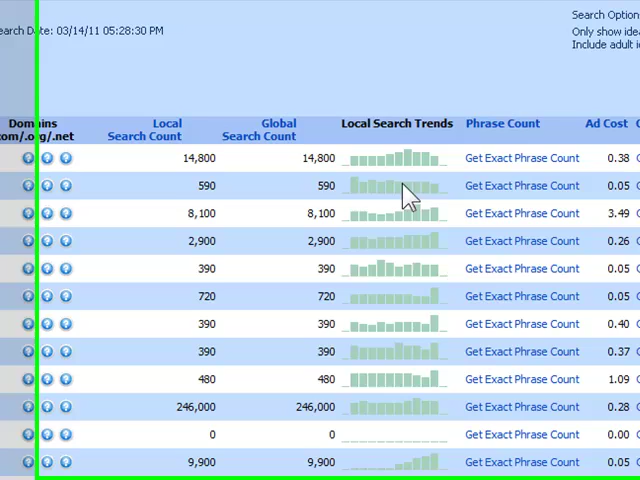 Search Option
earch Date: 03/14/11 05:28:30 PM
Only show ide
Include adult i
Domains Local Global Local Search Trends Phrase Count Ad Cost
com/.org/.net Search Count Search Count
14,800 14,800 Get Exact Phrase Count 0.38
590 590 Get Exact Phrase Count 0.05
8,100 8,100 Get Exact Phrase Count 3.49
2,900 2,900 Get Exact Phrase Count 0.26
390 390 Get Exact Phrase Count 0.05
720 720 Get Exact Phrase Count 0.05
390 390 Get Exact Phrase Count 0.40
390 390 Get Exact Phrase Count 0.37
480 480 Get Exact Phrase Count 1.09
246,000 246,000 Get Exact Phrase Count 0.28
0 0 Get Exact Phrase Count 0.00
9,900 9,900 Get Exact Phrase Count 0.05